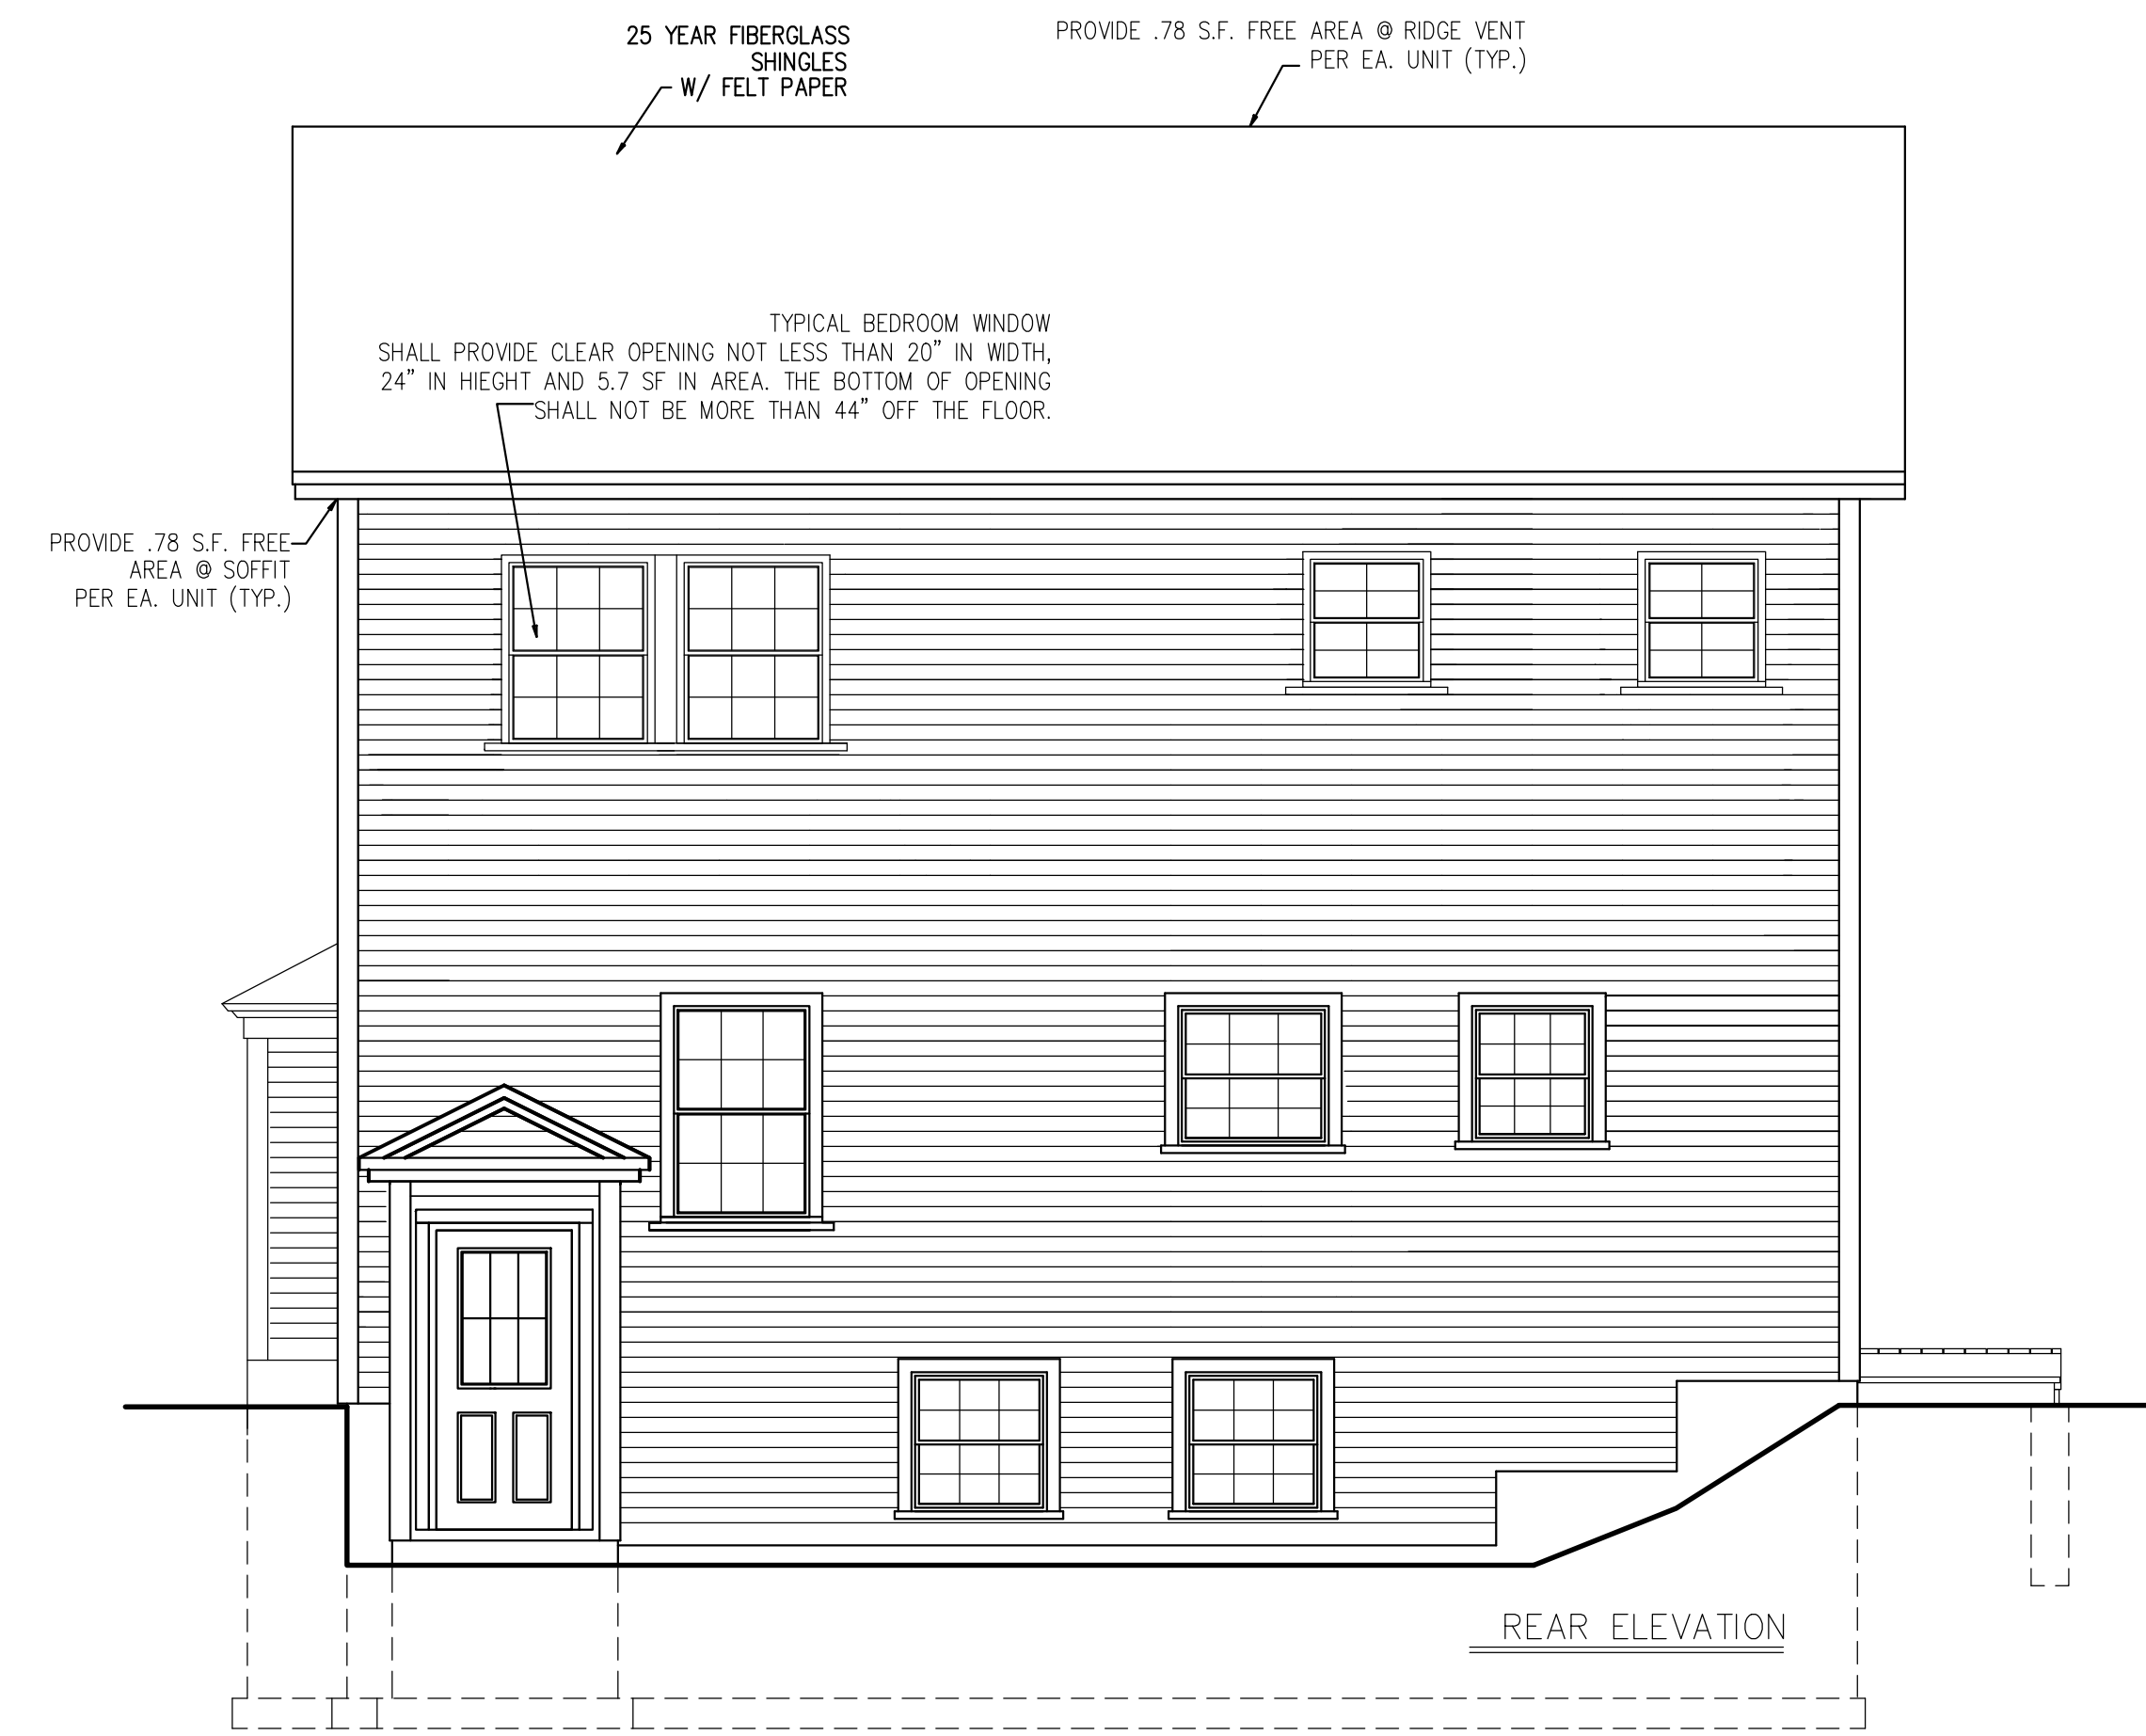 25 YEAR FIBERGLASS
SHINGLES
W/ FELT PAPER
PROVIDE .78 S.F. FREE AREA @ RIDGE VENT
PER EA. UNIT (TYP.)
TYPICAL BEDROOM WINDOW
SHALL PROVIDE CLEAR OPENING NOT LESS THAN 20" IN WIDTH,
24" IN HIEGHT AND 5.7 SF IN AREA. THE BOTTOM OF OPENING
SHALL NOT BE MORE THAN 44" OFF THE FLOOR.
PROVIDE .78 S.F. FREE
AREA @ SOFFIT
PER EA. UNIT (TYP.)
REAR ELEVATION